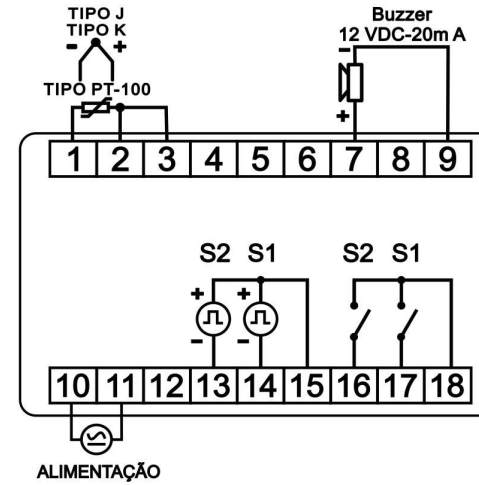 TIPO J
TIPO K
- +
TIPO PT-100
Buzzer
12 VDC-20m A
-
+
1 2 3 4 5 6 7 8 9
S2 S1 S2 S1
+ +
- -
10 11 12 13 14 15 16 17 18
ALIMENTAÇÃO